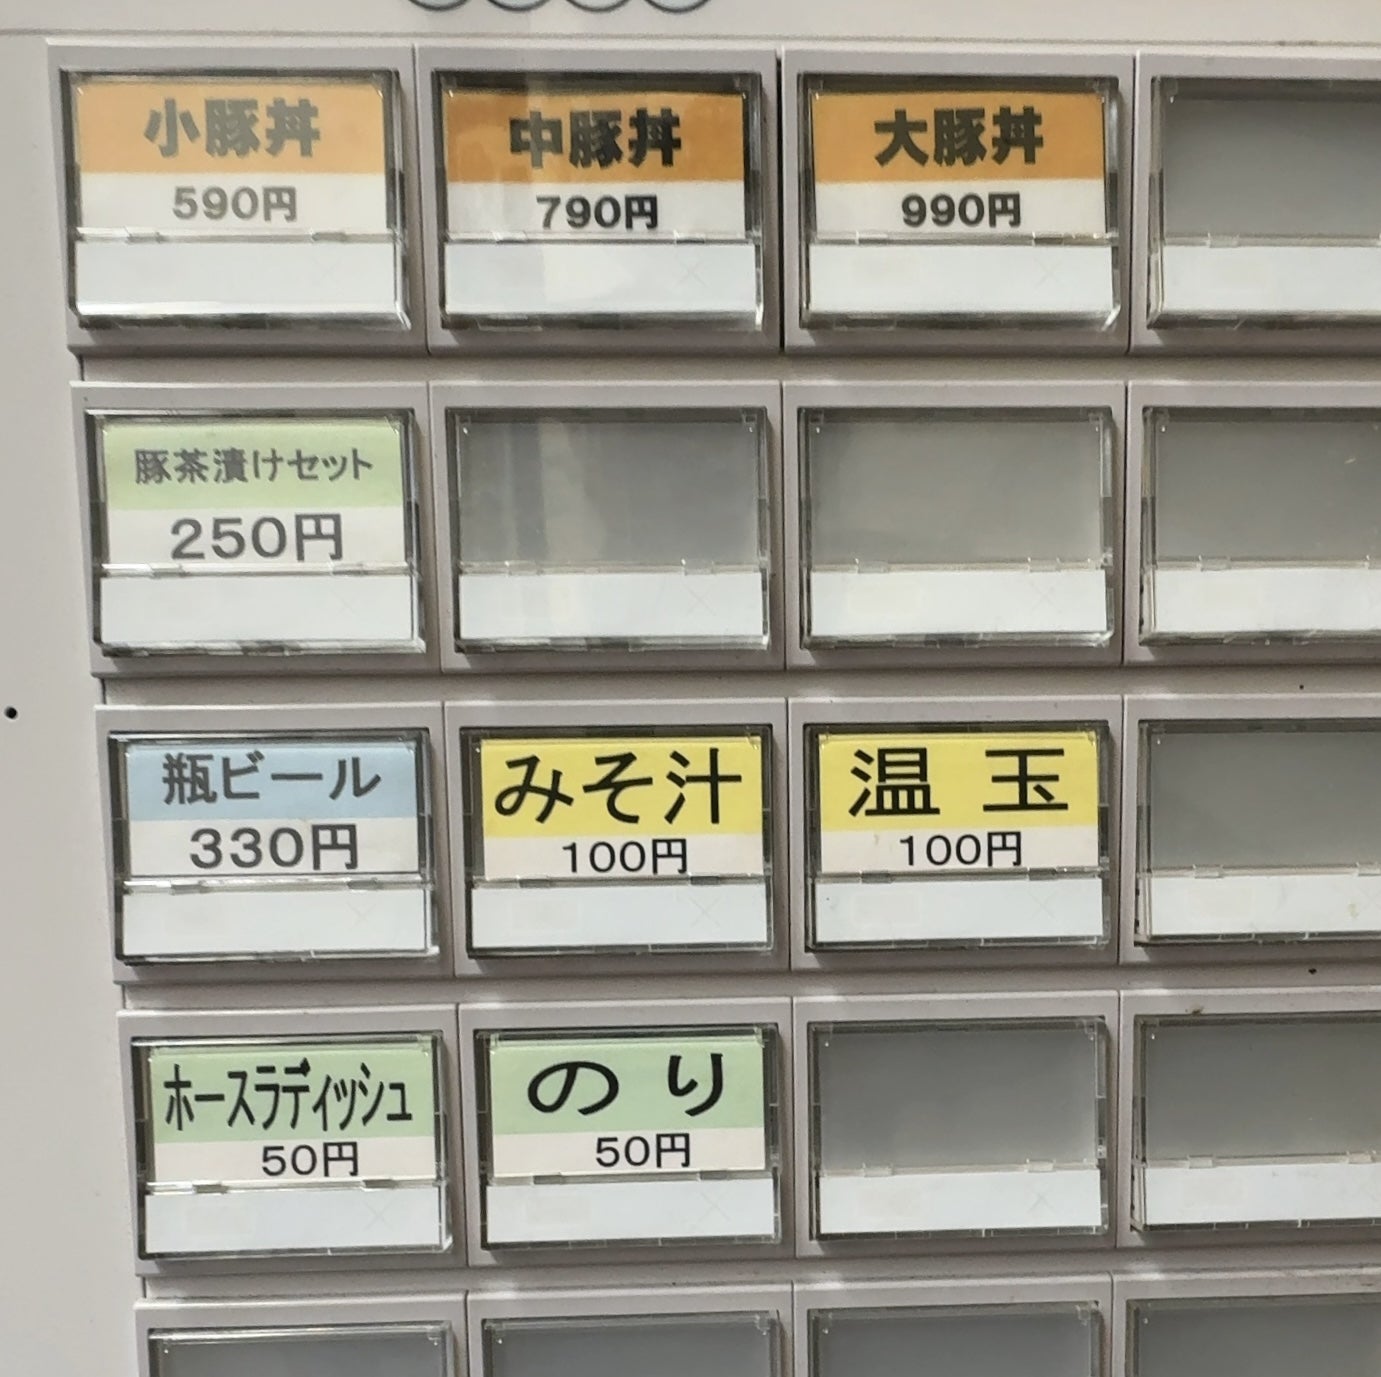 小豚丼
590円
中豚丼
790円
大豚丼
990円
豚茶漬けセット
250円
瓶ビール
330円
みそ汁
100円
温玉
100円
ホースラディッシュ
50円
のり
50円